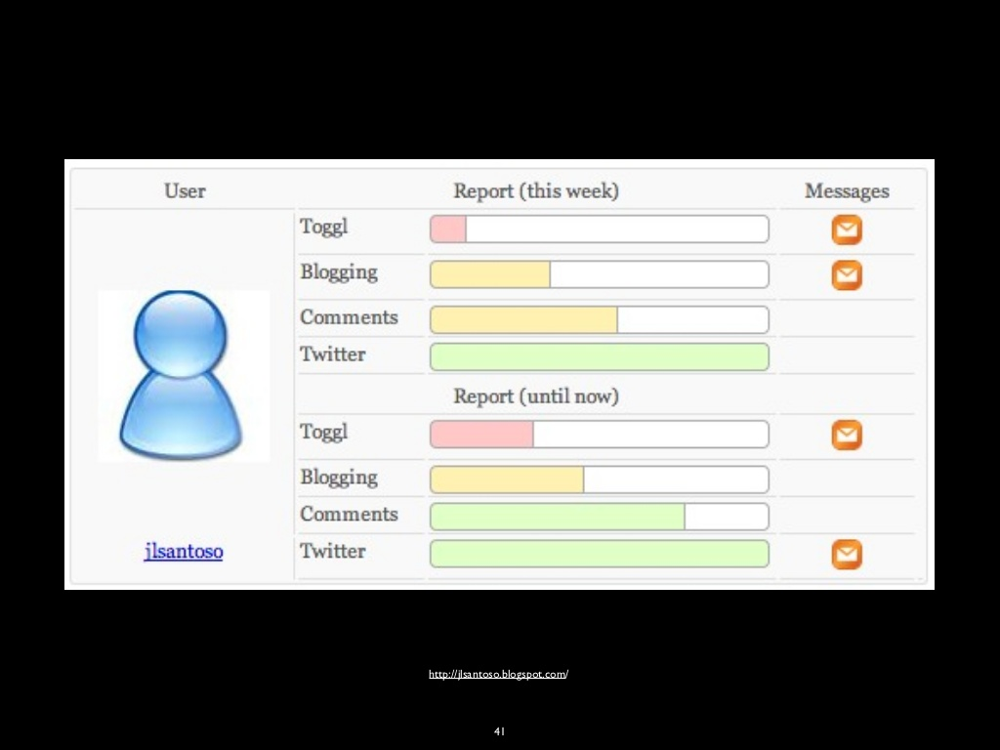 User Report (this week) Messages
Toggl
Blogging
Comments
Twitter
Report (until now)
Toggl
Blogging
Comments
jlsantoso Twitter
http://jlsantoso.blogspot.com/
41